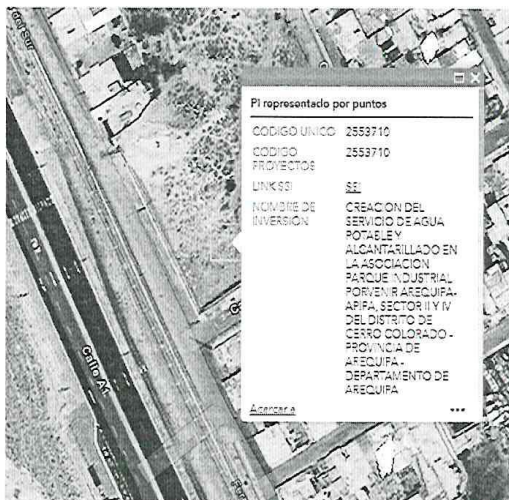 del Sur
PI representado por puntos
CODIGO UNICO 2553710
CODIGO PROYECTOS 2553710
LINK SSI SSI
NOMBRE DE INVERSION CREACION DEL
SERVICIO DE AGUA
POTABLE Y
ALCANTARILLADO EN
LA ASOCIACION
PARQUE INDUSTRIAL
PORVENIR AREQUIPA-
APIPA, SECTOR II Y IV
DEL DISTRITO DE
CERRO COLORADO -
PROVINCIA DE
AREQUIPA -
DEPARTAMENTO DE
AREQUIPA
Acercar a
Calle A1